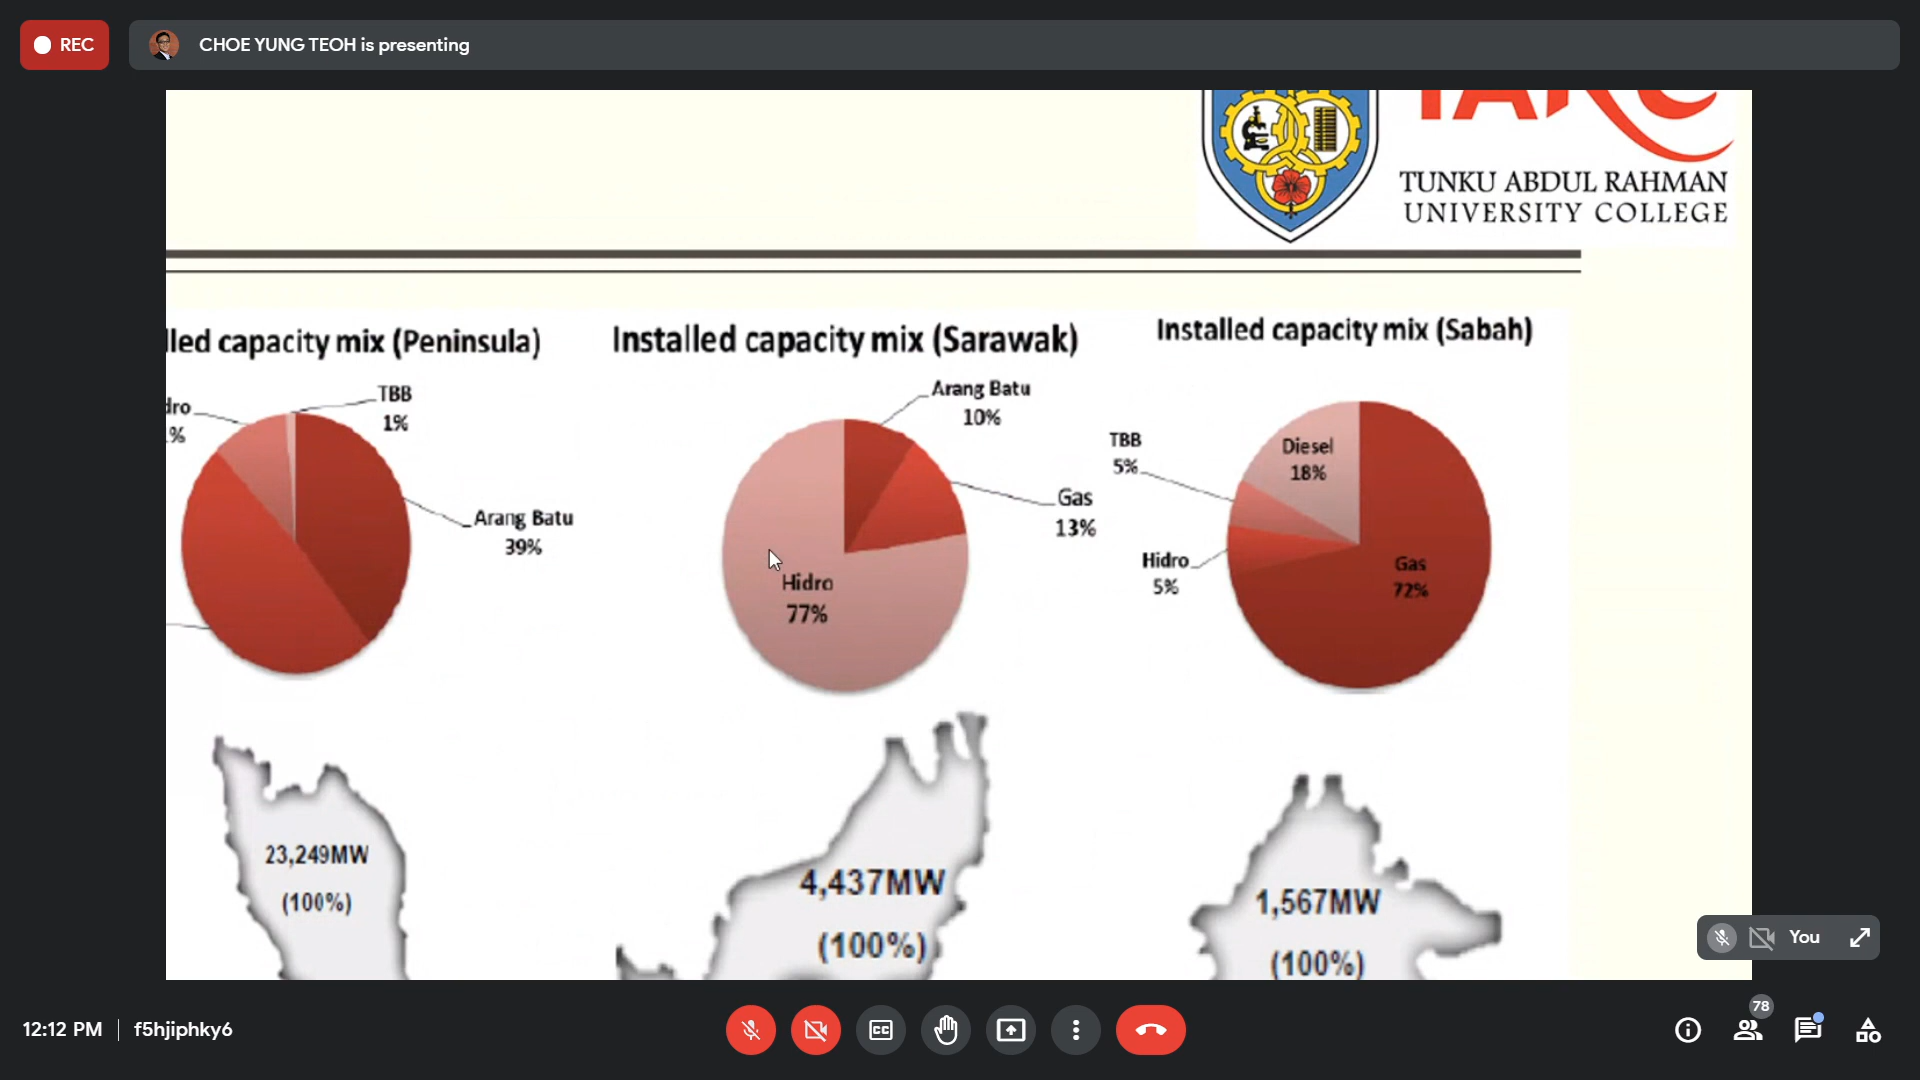 REC
CHOE YUNG TEOH is presenting
TUNKU ABDUL RAHMAN
UNIVERSITY COLLEGE
lled capacity mix (Peninsula)
dro
%
TBB
1%
Arang Batu
39%
23,249MW
(100%)
Installed capacity mix (Sarawak)
Arang Batu
10%
Gas
13%
Hidro
77%
4,437MW
(100%)
Installed capacity mix (Sabah)
TBB
5%
Diesel
18%
Hidro
5%
Gas
72%
1,567MW
(100%)
You
12:12 PM
f5hjiphky6
CC
78